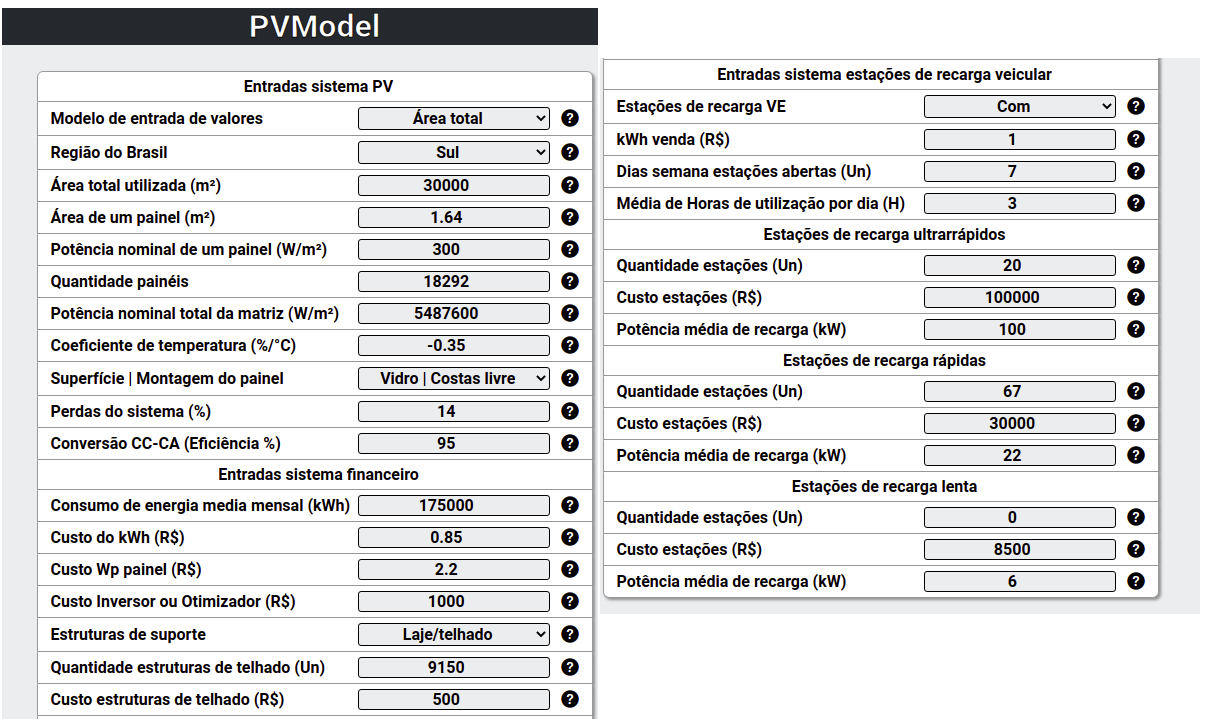 PVModel
Entradas sistema PV
Modelo de entrada de valores Área total
Região do Brasil Sul
Área total utilizada (m²) 30000
Área de um painel (m²) 1.64
Potência nominal de um painel (W/m²) 300
Quantidade painéis 18292
Potência nominal total da matriz (W/m²) 5487600
Coeficiente de temperatura (%/°C) -0.35
Superfície | Montagem do painel Vidro | Costas livre
Perdas do sistema (%) 14
Conversão CC-CA (Eficiência %) 95
Entradas sistema financeiro
Consumo de energia media mensal (kWh) 175000
Custo do kWh (R$) 0.85
Custo Wp painel (R$) 2.2
Custo Inversor ou Otimizador (R$) 1000
Estruturas de suporte Laje/telhado
Quantidade estruturas de telhado (Un) 9150
Custo estruturas de telhado (R$) 500
Entradas sistema estações de recarga veicular
Estações de recarga VE Com
kWh venda (R$) 1
Dias semana estações abertas (Un) 7
Média de Horas de utilização por dia (H) 3
Estações de recarga ultrarrápidos
Quantidade estações (Un) 20
Custo estações (R$) 100000
Potência média de recarga (kW) 100
Estações de recarga rápidas
Quantidade estações (Un) 67
Custo estações (R$) 30000
Potência média de recarga (kW) 22
Estações de recarga lenta
Quantidade estações (Un) 0
Custo estações (R$) 8500
Potência média de recarga (kW) 6